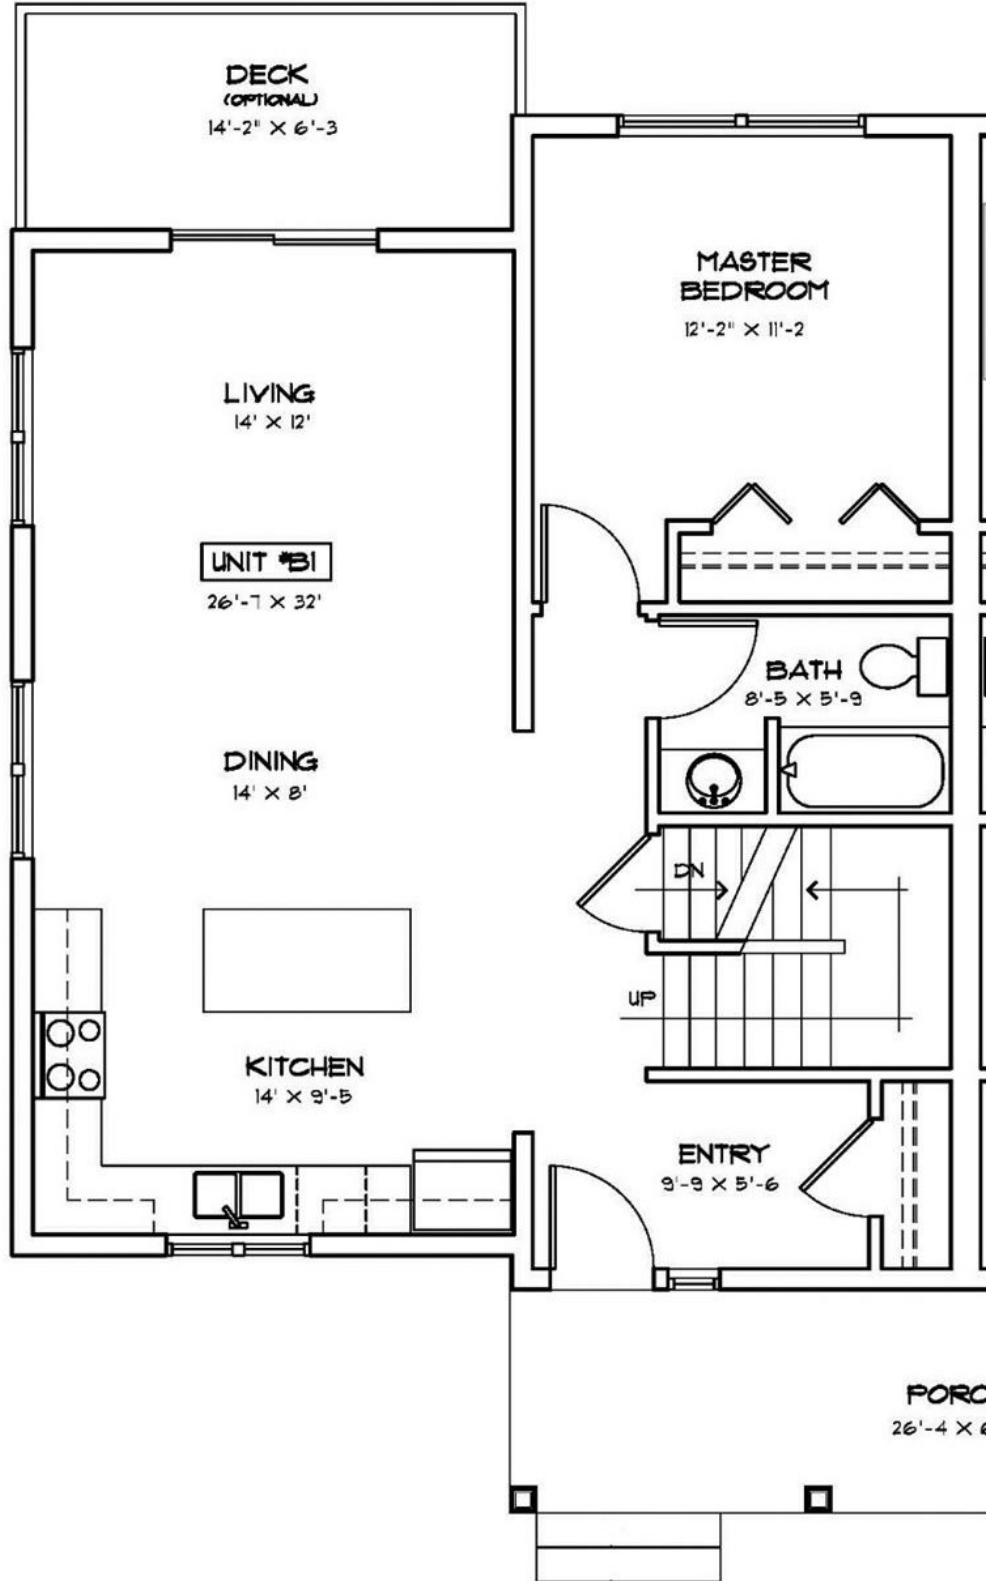 DECK
(OPTIONAL)
14'-2" X 6'-3
MASTER
BEDROOM
12'-2" X 11'-2
LIVING
14' X 12'
UNIT #B1
26'-7 X 32'
BATH
8'-5 X 5'-9
DINING
14' X 8'
DN
UP
KITCHEN
14' X 9'-5
ENTRY
9'-9 X 5'-6
PORC
26'-4 X 6